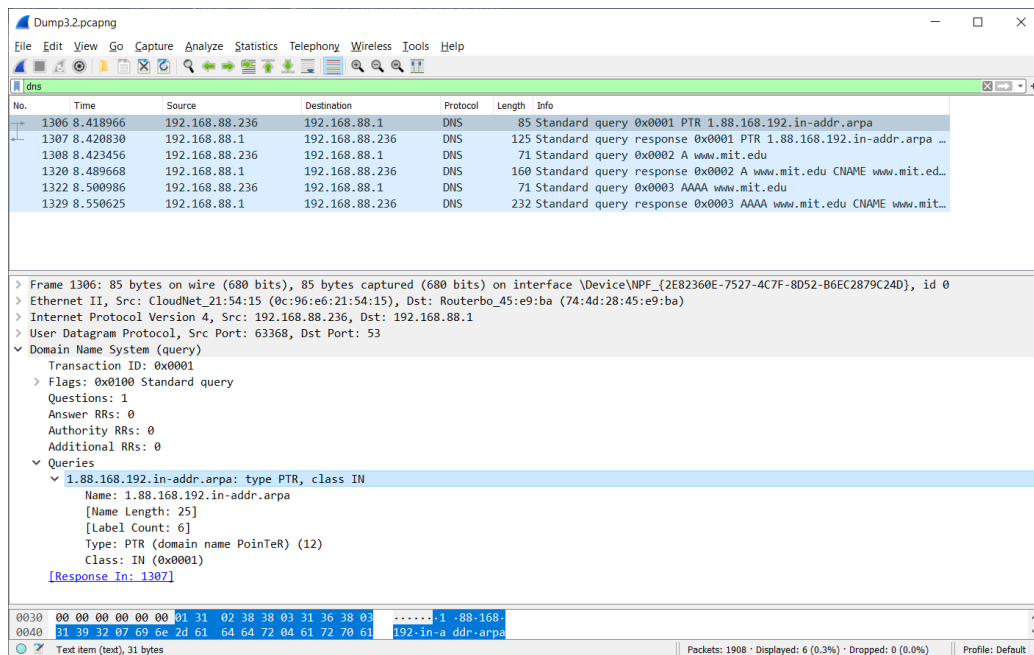 Dump3.2.pcapng
File Edit View Go Capture Analyze Statistics Telephony Wireless Tools Help
dns
No. Time Source Destination Protocol Length Info
1306 8.418966 192.168.88.236 192.168.88.1 DNS 85 Standard query 0x0001 PTR 1.88.168.192.in-addr.arpa
1307 8.420830 192.168.88.1 192.168.88.236 DNS 125 Standard query response 0x0001 PTR 1.88.168.192.in-addr.arpa …
1308 8.423456 192.168.88.236 192.168.88.1 DNS 71 Standard query 0x0002 A www.mit.edu
1320 8.489668 192.168.88.1 192.168.88.236 DNS 160 Standard query response 0x0002 A www.mit.edu CNAME www.mit.ed…
1322 8.500986 192.168.88.236 192.168.88.1 DNS 71 Standard query 0x0003 AAAA www.mit.edu
1329 8.550625 192.168.88.1 192.168.88.236 DNS 232 Standard query response 0x0003 AAAA www.mit.edu CNAME www.mit…
Frame 1306: 85 bytes on wire (680 bits), 85 bytes captured (680 bits) on interface \Device\NPF_{2E82360E-7527-4C7F-8D52-B6EC2879C24D}, id 0
Ethernet II, Src: CloudNet_21:54:15 (0c:96:e6:21:54:15), Dst: Routerbo_45:e9:ba (74:4d:28:45:e9:ba)
Internet Protocol Version 4, Src: 192.168.88.236, Dst: 192.168.88.1
User Datagram Protocol, Src Port: 63368, Dst Port: 53
Domain Name System (query)
Transaction ID: 0x0001
Flags: 0x0100 Standard query
Questions: 1
Answer RRs: 0
Authority RRs: 0
Additional RRs: 0
Queries
1.88.168.192.in-addr.arpa: type PTR, class IN
Name: 1.88.168.192.in-addr.arpa
[Name Length: 25]
[Label Count: 6]
Type: PTR (domain name PoinTeR) (12)
Class: IN (0x0001)
[Response In: 1307]
0030 00 00 00 00 00 00 01 31 02 38 38 03 31 36 38 03 ······1 ·88·168·
0040 31 39 32 07 69 6e 2d 61 64 64 72 04 61 72 70 61 192·in-a ddr·arpa
Text item (text), 31 bytes Packets: 1908 · Displayed: 6 (0.3%) · Dropped: 0 (0.0%) Profile: Default